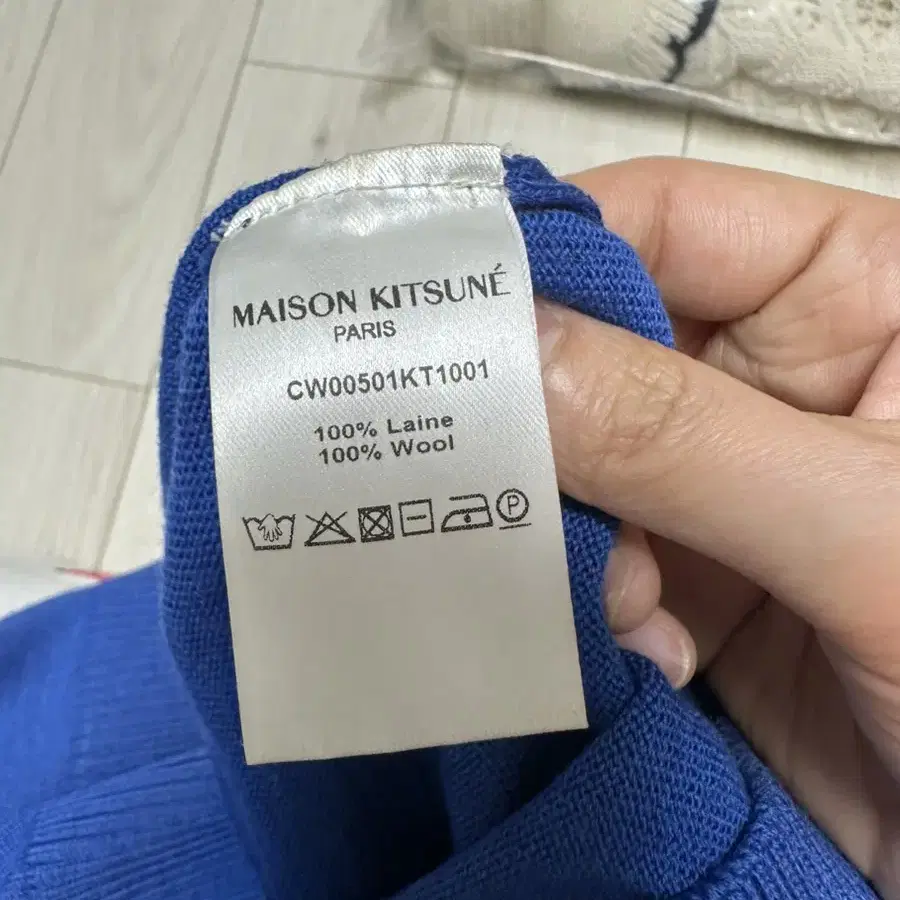 MAISON KITSUNÉ
PARIS
CW00501KT1001
100% Laine
100% Wool
P